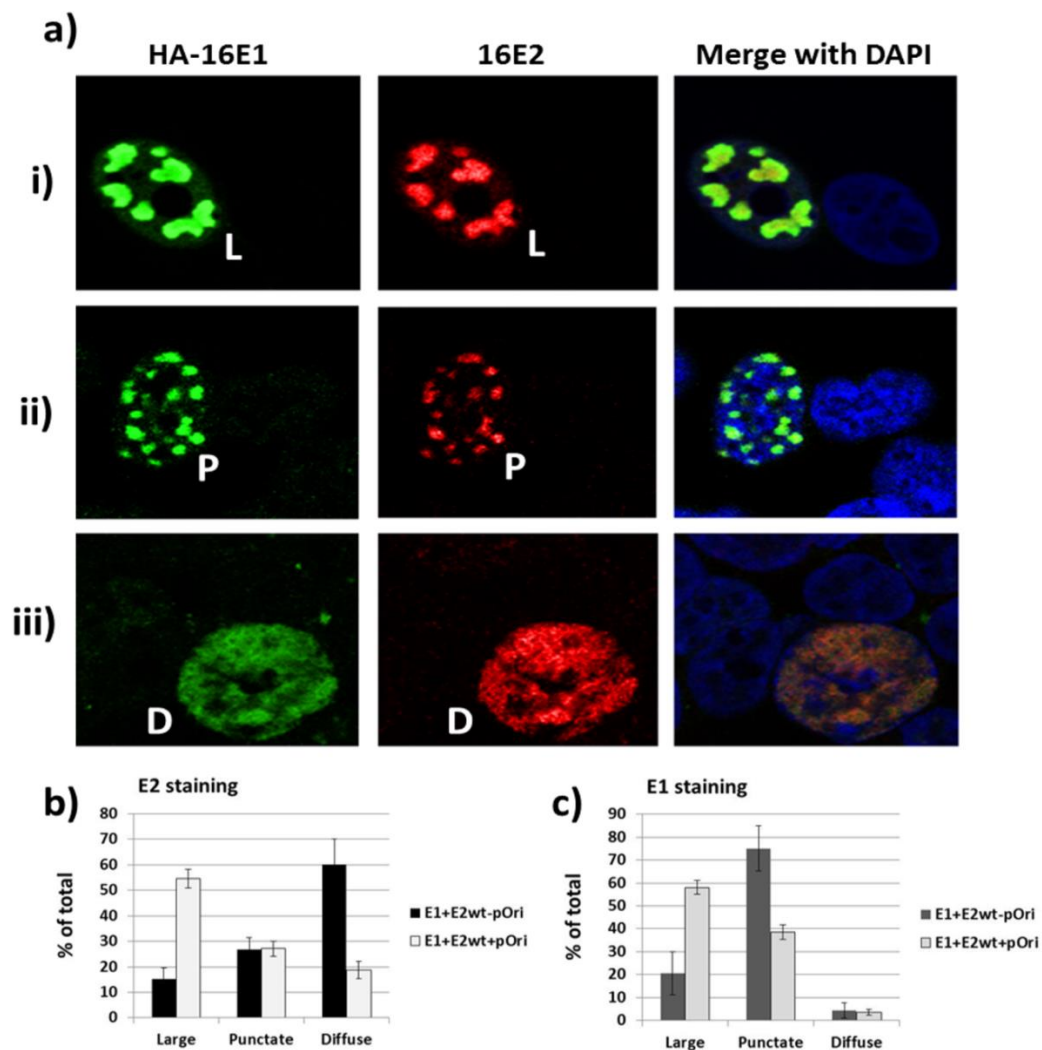 a)
HA-16E1 16E2 Merge with DAPI
i)
L L
ii)
P P
iii)
D D
b) E2 staining
% of total
80
70
60
50
40
30
20
10
0
Large Punctate Diffuse
E1+E2wt-pOri
E1+E2wt+pOri
c) E1 staining
% of total
90
80
70
60
50
40
30
20
10
0
Large Punctate Diffuse
E1+E2wt-pOri
E1+E2wt+pOri